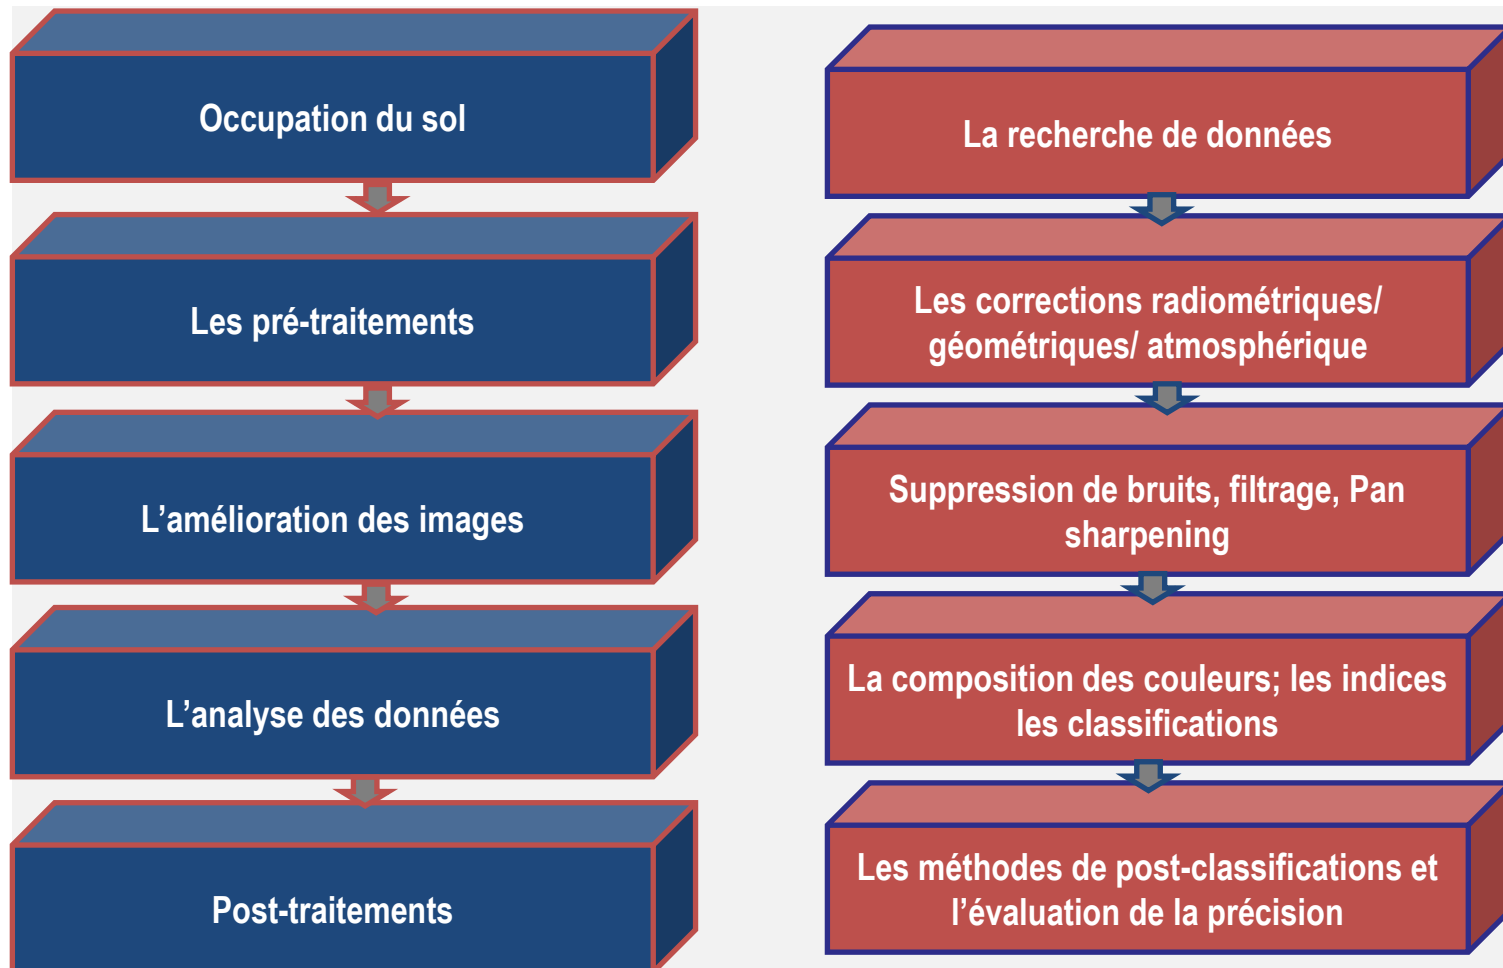 Occupation du sol
Les pré-traitements
L’amélioration des images
L’analyse des données
Post-traitements
La recherche de données
Les corrections radiométriques/
géométriques/ atmosphérique
Suppression de bruits, filtrage, Pan
sharpening
La composition des couleurs; les indices
les classifications
Les méthodes de post-classifications et
l’évaluation de la précision